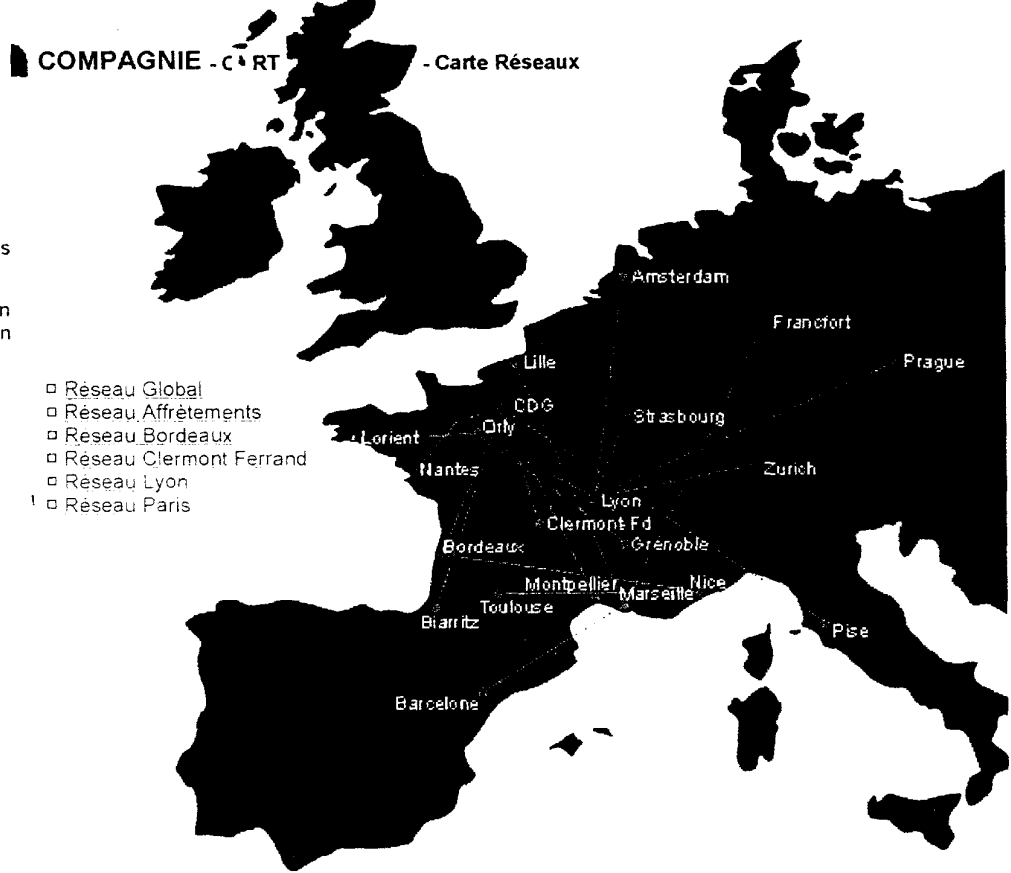 COMPAGNIE - C RT - Carte Réseaux
s
n
n
Réseau Global
Réseau Affrètements
Reseau Bordeaux
Réseau Clermont Ferrand
Réseau Lyon
Réseau Paris
Amsterdam
Francfort
Lille
Prague
CDG
Strasbourg
Orly
Lorient
Nantes
Zurich
Lyon
Clermont Fd
Grenoble
Bordeaux
Montpellier
Nice
Marseille
Toulouse
Biarritz
Pise
Barcelone